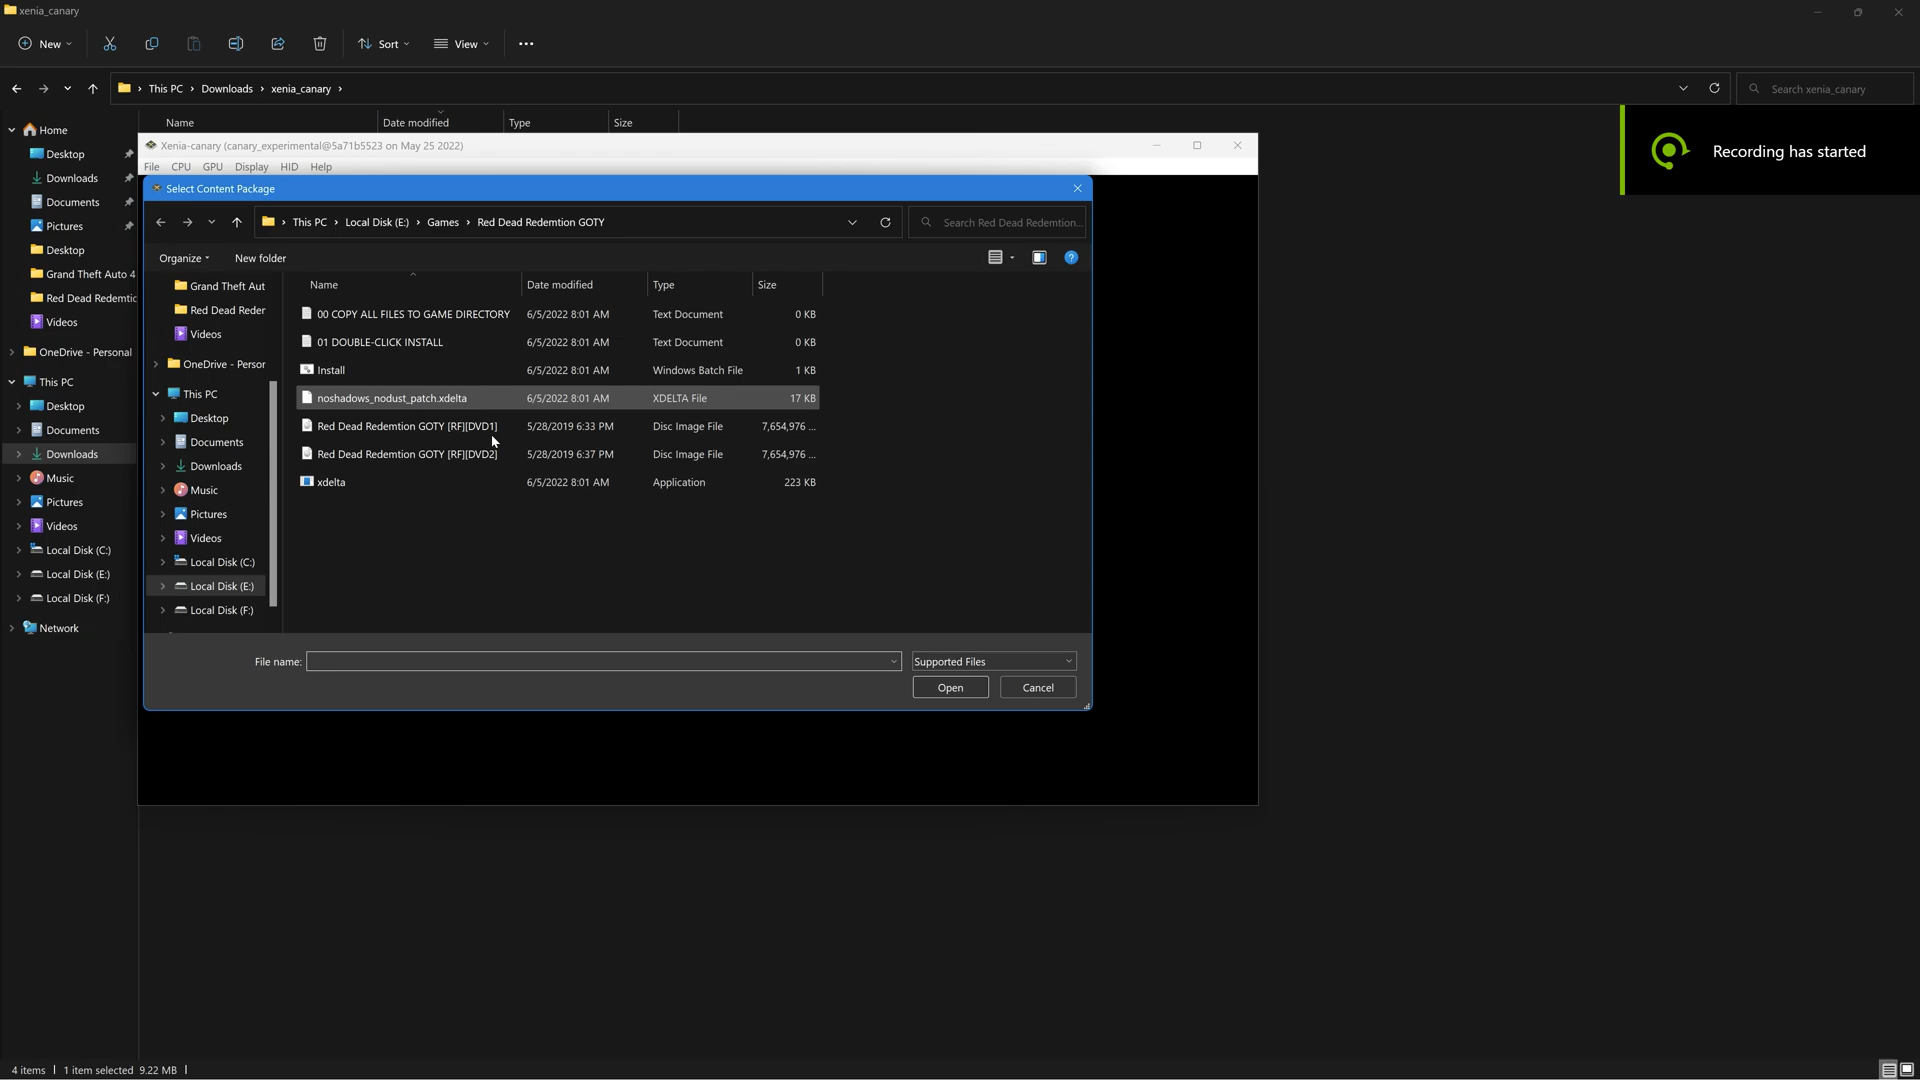 xenia_canary
New
Sort
View
This PC > Downloads > xenia_canary >
Search xenia_canary
Name
Date modified
Type
Size
Home
Desktop
Downloads
Documents
Pictures
Desktop
Grand Theft Auto 4
Red Dead Redemtic
Videos
OneDrive - Personal
This PC
Desktop
Documents
Downloads
Music
Pictures
Videos
Local Disk (C:)
Local Disk (E:)
Local Disk (F:)
Network
Recording has started
Xenia-canary (canary_experimental@5a71b5523 on May 25 2022)
File CPU GPU Display HID Help
Select Content Package
This PC > Local Disk (E:) > Games > Red Dead Redemtion GOTY
Search Red Dead Redemtion...
Organize
New folder
Grand Theft Aut
Red Dead Reder
Videos
OneDrive - Persor
This PC
Desktop
Documents
Downloads
Music
Pictures
Videos
Local Disk (C:)
Local Disk (E:)
Local Disk (F:)
Name Date modified Type Size
00 COPY ALL FILES TO GAME DIRECTORY 6/5/2022 8:01 AM Text Document 0 KB
01 DOUBLE-CLICK INSTALL 6/5/2022 8:01 AM Text Document 0 KB
Install 6/5/2022 8:01 AM Windows Batch File 1 KB
noshadows_nodust_patch.xdelta 6/5/2022 8:01 AM XDELTA File 17 KB
Red Dead Redemtion GOTY [RF][DVD1] 5/28/2019 6:33 PM Disc Image File 7,654,976 ...
Red Dead Redemtion GOTY [RF][DVD2] 5/28/2019 6:37 PM Disc Image File 7,654,976 ...
xdelta 6/5/2022 8:01 AM Application 223 KB
File name:
Supported Files
Open
Cancel
4 items | 1 item selected 9.22 MB |